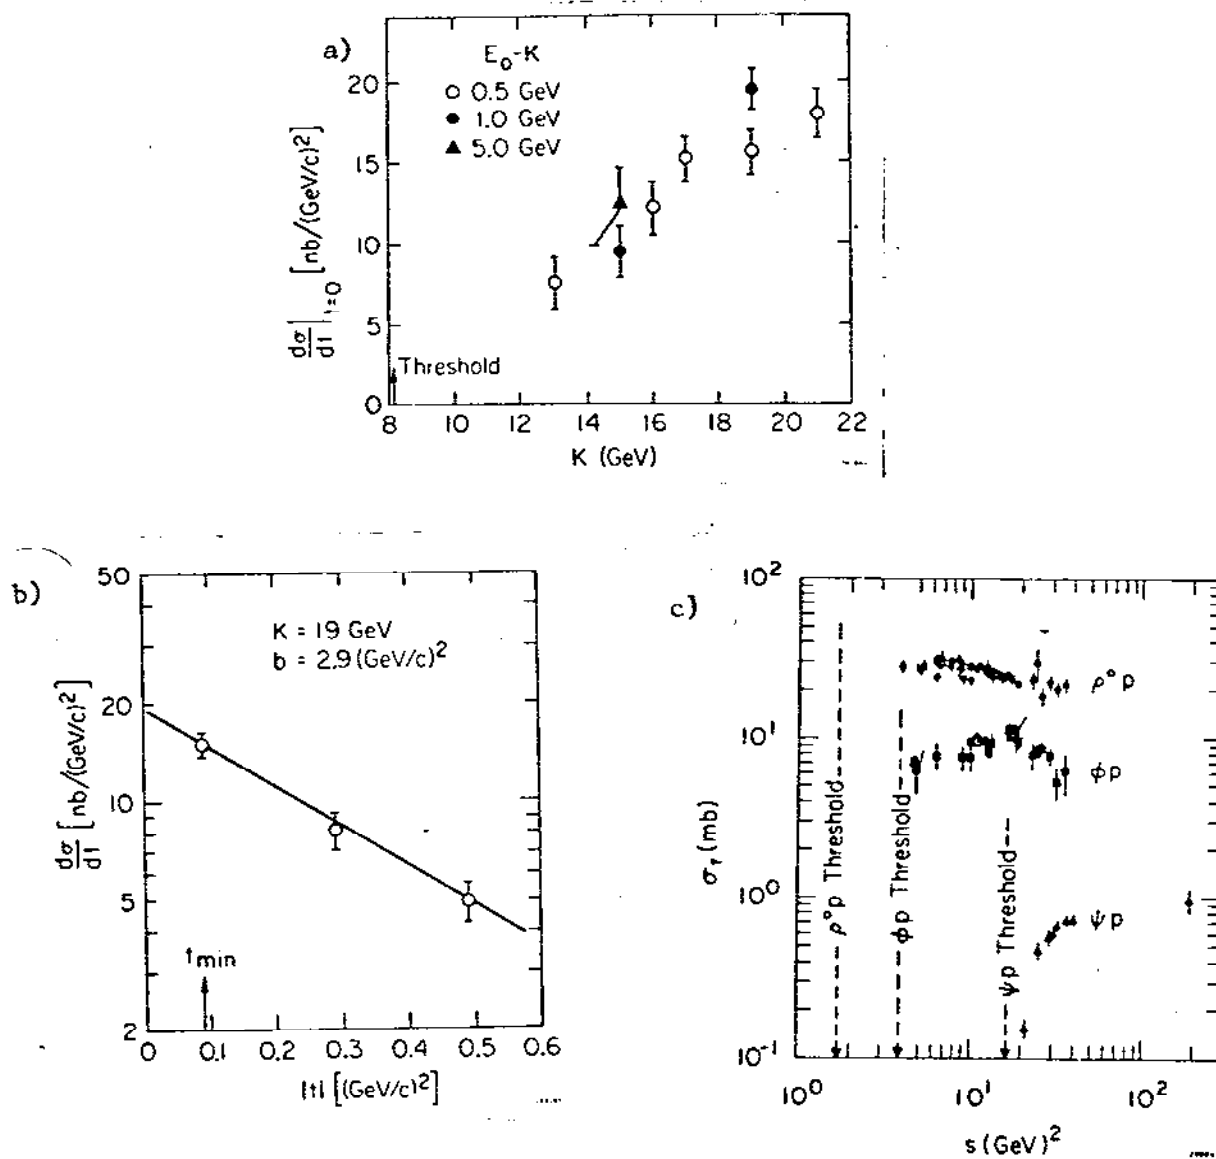 a)
E₀-K
○ 0.5 GeV
● 1.0 GeV
▲ 5.0 GeV
20
15
10
5
0
dσ/dt|t=0 [nb/(GeV/c)²]
Threshold
8 10 12 14 16 18 20 22
K (GeV)
b)
50
20
10
5
2
dσ/dt [nb/(GeV/c)²]
K = 19 GeV
b = 2.9 (GeV/c)²
tmin
0 0.1 0.2 0.3 0.4 0.5 0.6
|t| [(GeV/c)²]
c)
10²
10¹
10⁰
10⁻¹
σT (mb)
ρ°p
φp
ψp
ρ°p Threshold
φp Threshold
ψp Threshold
10⁰ 10¹ 10²
s (GeV)²